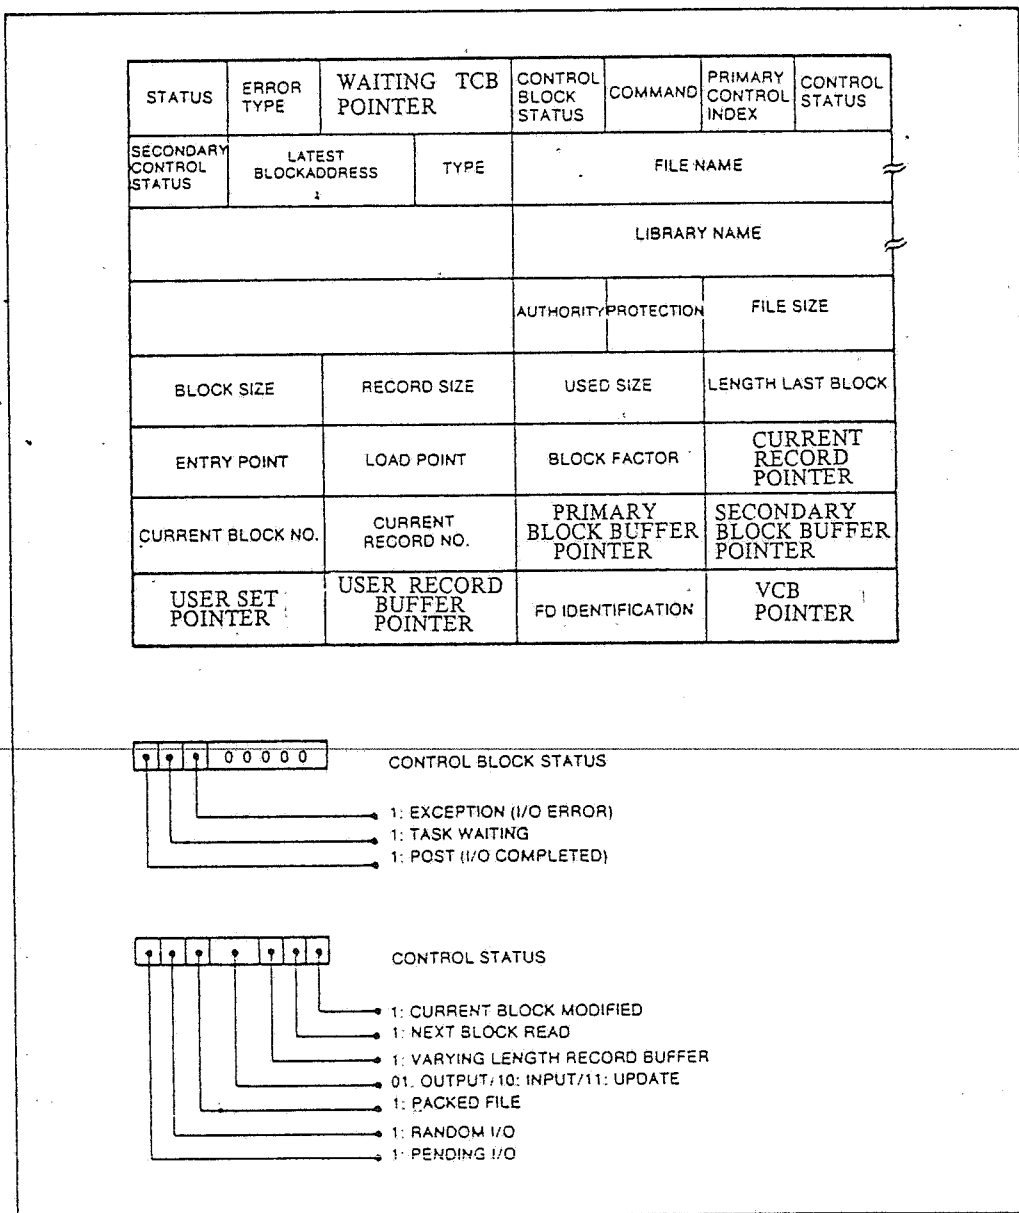 STATUS
ERROR
TYPE
WAITING TCB
POINTER
CONTROL
BLOCK
STATUS
COMMAND
PRIMARY
CONTROL
INDEX
CONTROL
STATUS
SECONDARY
CONTROL
STATUS
LATEST
BLOCKADDRESS
TYPE
FILE NAME
LIBRARY NAME
AUTHORITY
PROTECTION
FILE SIZE
BLOCK SIZE
RECORD SIZE
USED SIZE
LENGTH LAST BLOCK
ENTRY POINT
LOAD POINT
BLOCK FACTOR
CURRENT
RECORD
POINTER
CURRENT BLOCK NO.
CURRENT
RECORD NO.
PRIMARY
BLOCK BUFFER
POINTER
SECONDARY
BLOCK BUFFER
POINTER
USER SET
POINTER
USER RECORD
BUFFER
POINTER
FD IDENTIFICATION
VCB
POINTER
0 0 0 0 0
CONTROL BLOCK STATUS
1: EXCEPTION (I/O ERROR)
1: TASK WAITING
1: POST (I/O COMPLETED)
CONTROL STATUS
1: CURRENT BLOCK MODIFIED
1: NEXT BLOCK READ
1: VARYING LENGTH RECORD BUFFER
01. OUTPUT/10: INPUT/11: UPDATE
1: PACKED FILE
1: RANDOM I/O
1: PENDING I/O